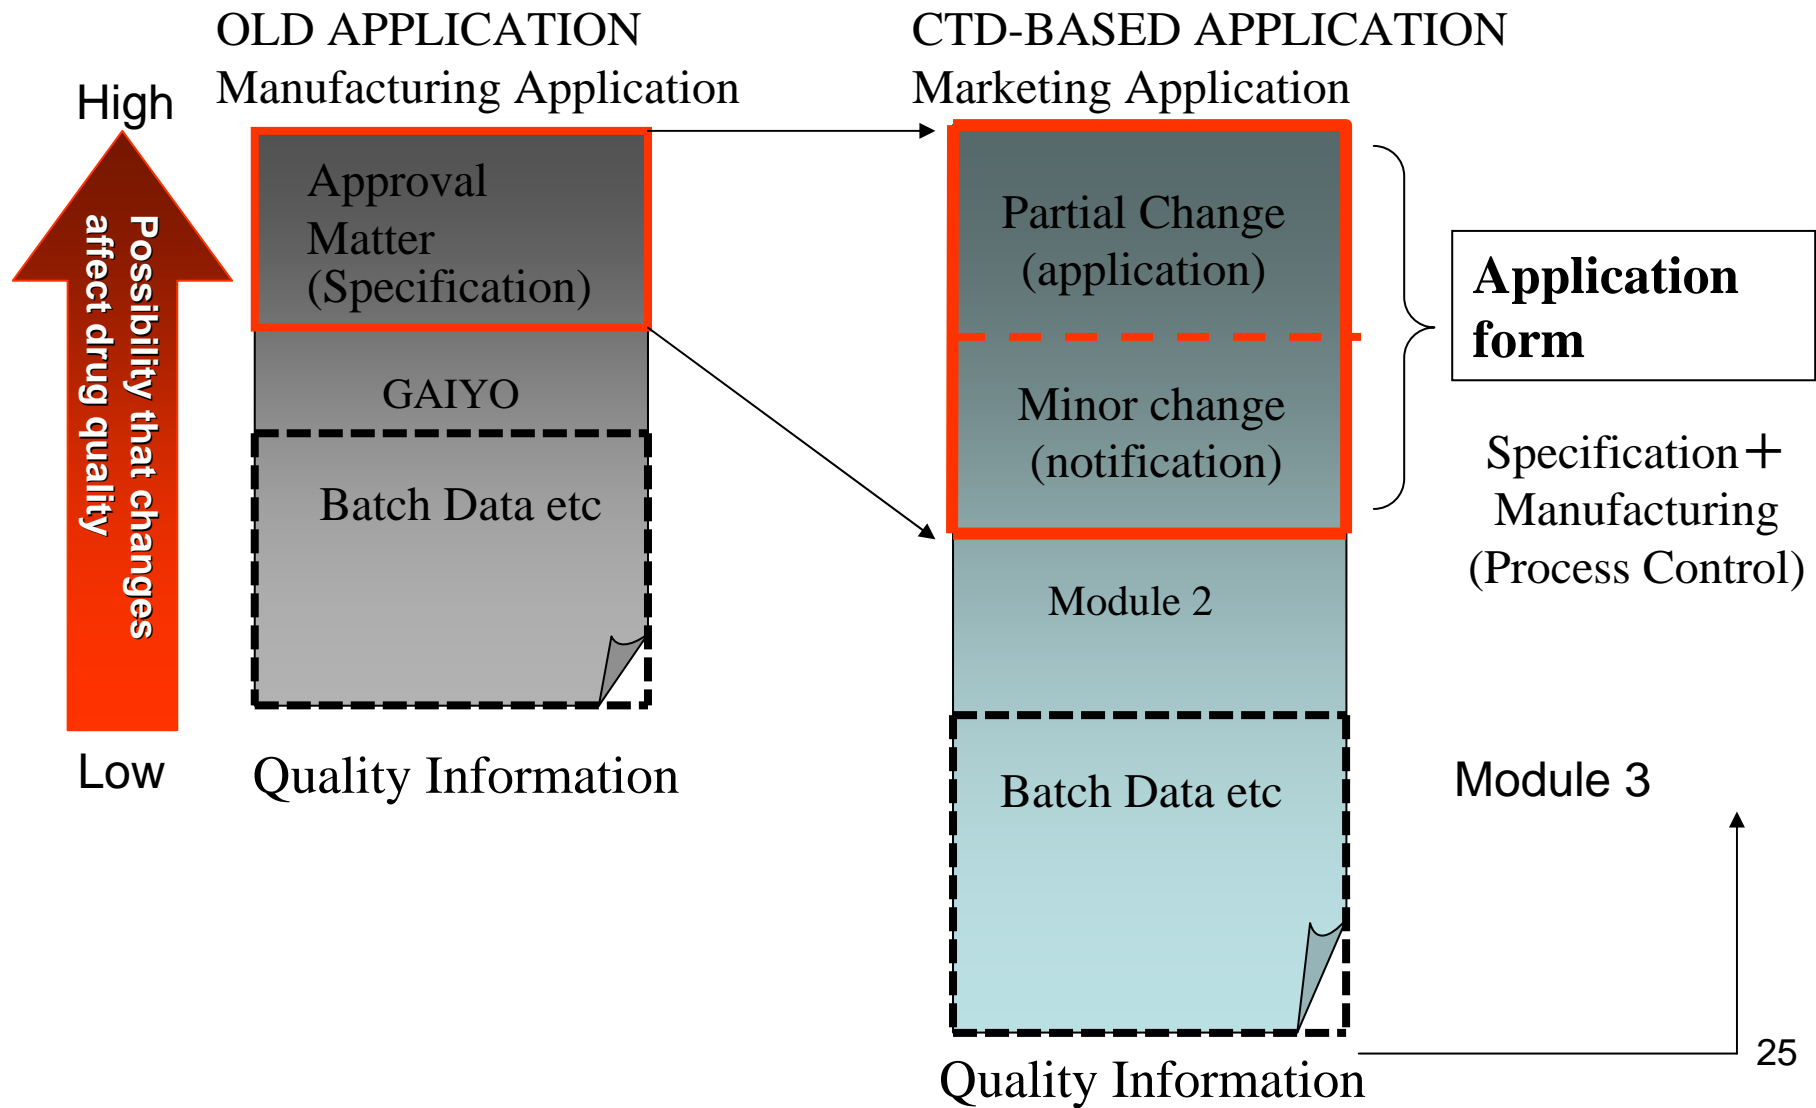 OLD APPLICATION
Manufacturing Application
CTD-BASED APPLICATION
Marketing Application
High
Possibility that changes
affect drug quality
Low
Approval
Matter
(Specification)
GAIYO
Batch Data etc
Quality Information
Partial Change
(application)
Minor change
(notification)
Module 2
Batch Data etc
Quality Information
Application
form
Specification+
Manufacturing
(Process Control)
Module 3
25